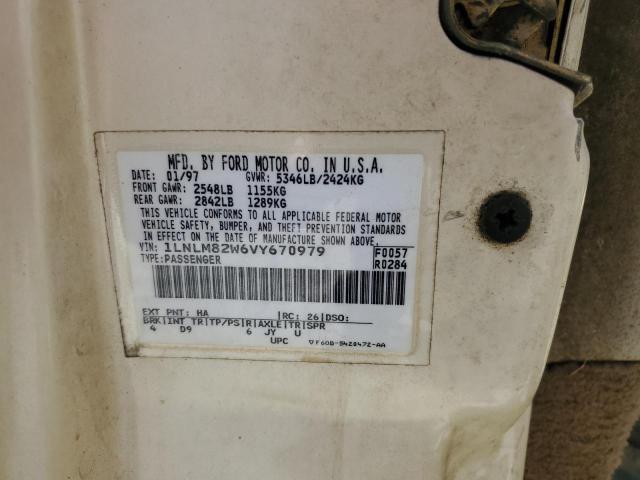 MFD. BY FORD MOTOR CO. IN U.S.A.
DATE: 01/97 GVWR: 5346LB/2424KG
FRONT GAWR: 2548LB 1155KG
REAR GAWR: 2842LB 1289KG
THIS VEHICLE CONFORMS TO ALL APPLICABLE FEDERAL MOTOR
VEHICLE SAFETY, BUMPER, AND THEFT PREVENTION STANDARDS
IN EFFECT ON THE DATE OF MANUFACTURE SHOWN ABOVE.
VIN: 1LNLM82W6VY670979 F0057
TYPE: PASSENGER R0284
EXT PNT: HA RC: 26 DSO:
BRK INT TR TP/PS R AXLE TR SPR
4 D9 6 JY U
UPC VF60B-5420472-AA